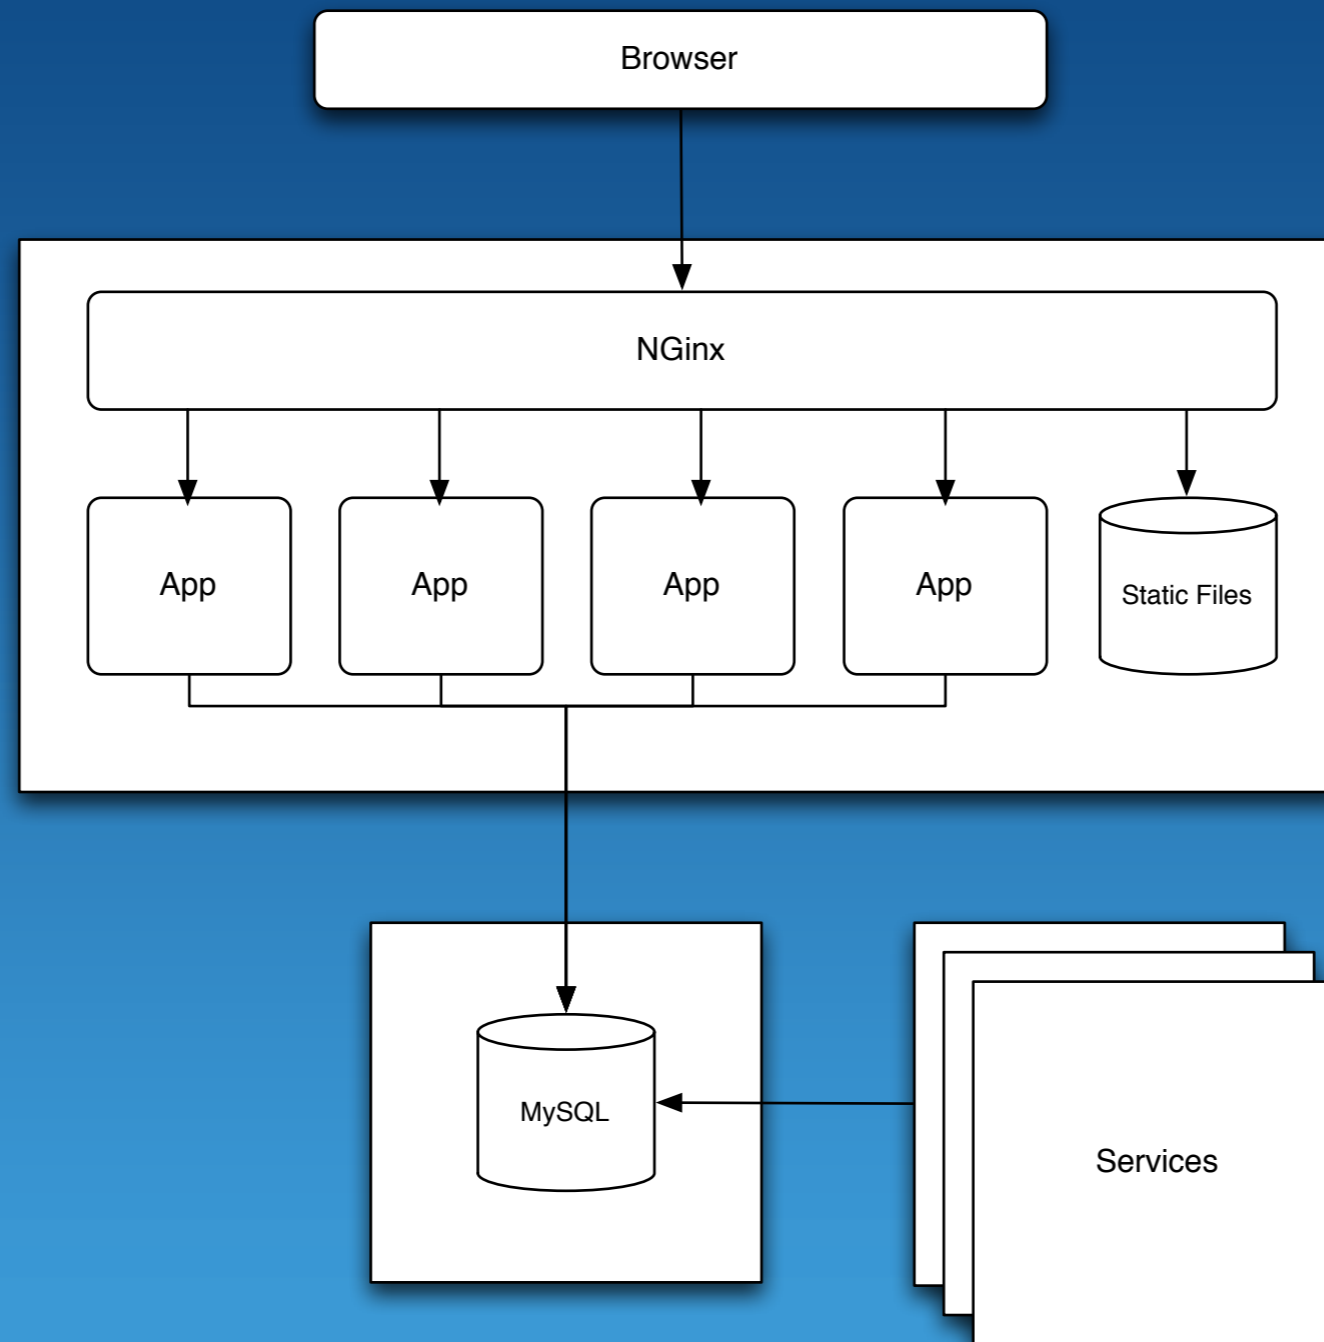 Browser
NGinx
App
App
App
App
Static Files
MySQL
Services